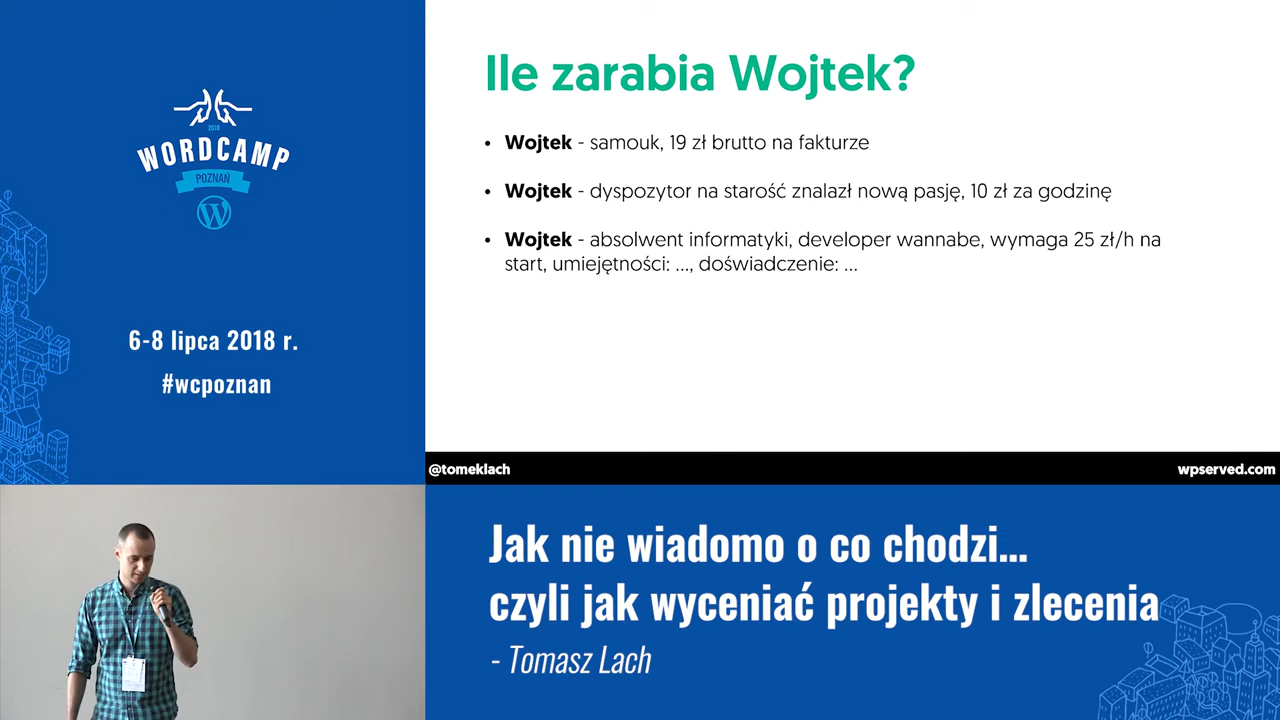 2018
WORDCAMP
POZNAŃ
6-8 lipca 2018 r.
#wcpoznan
Ile zarabia Wojtek?
• Wojtek - samouk, 19 zł brutto na fakturze
• Wojtek - dyspozytor na starość znalazł nową pasję, 10 zł za godzinę
• Wojtek - absolwent informatyki, developer wannabe, wymaga 25 zł/h na
start, umiejętności: ..., doświadczenie: ...
@tomeklach
wpserved.com
Jak nie wiadomo o co chodzi...
czyli jak wyceniać projekty i zlecenia
- Tomasz Lach